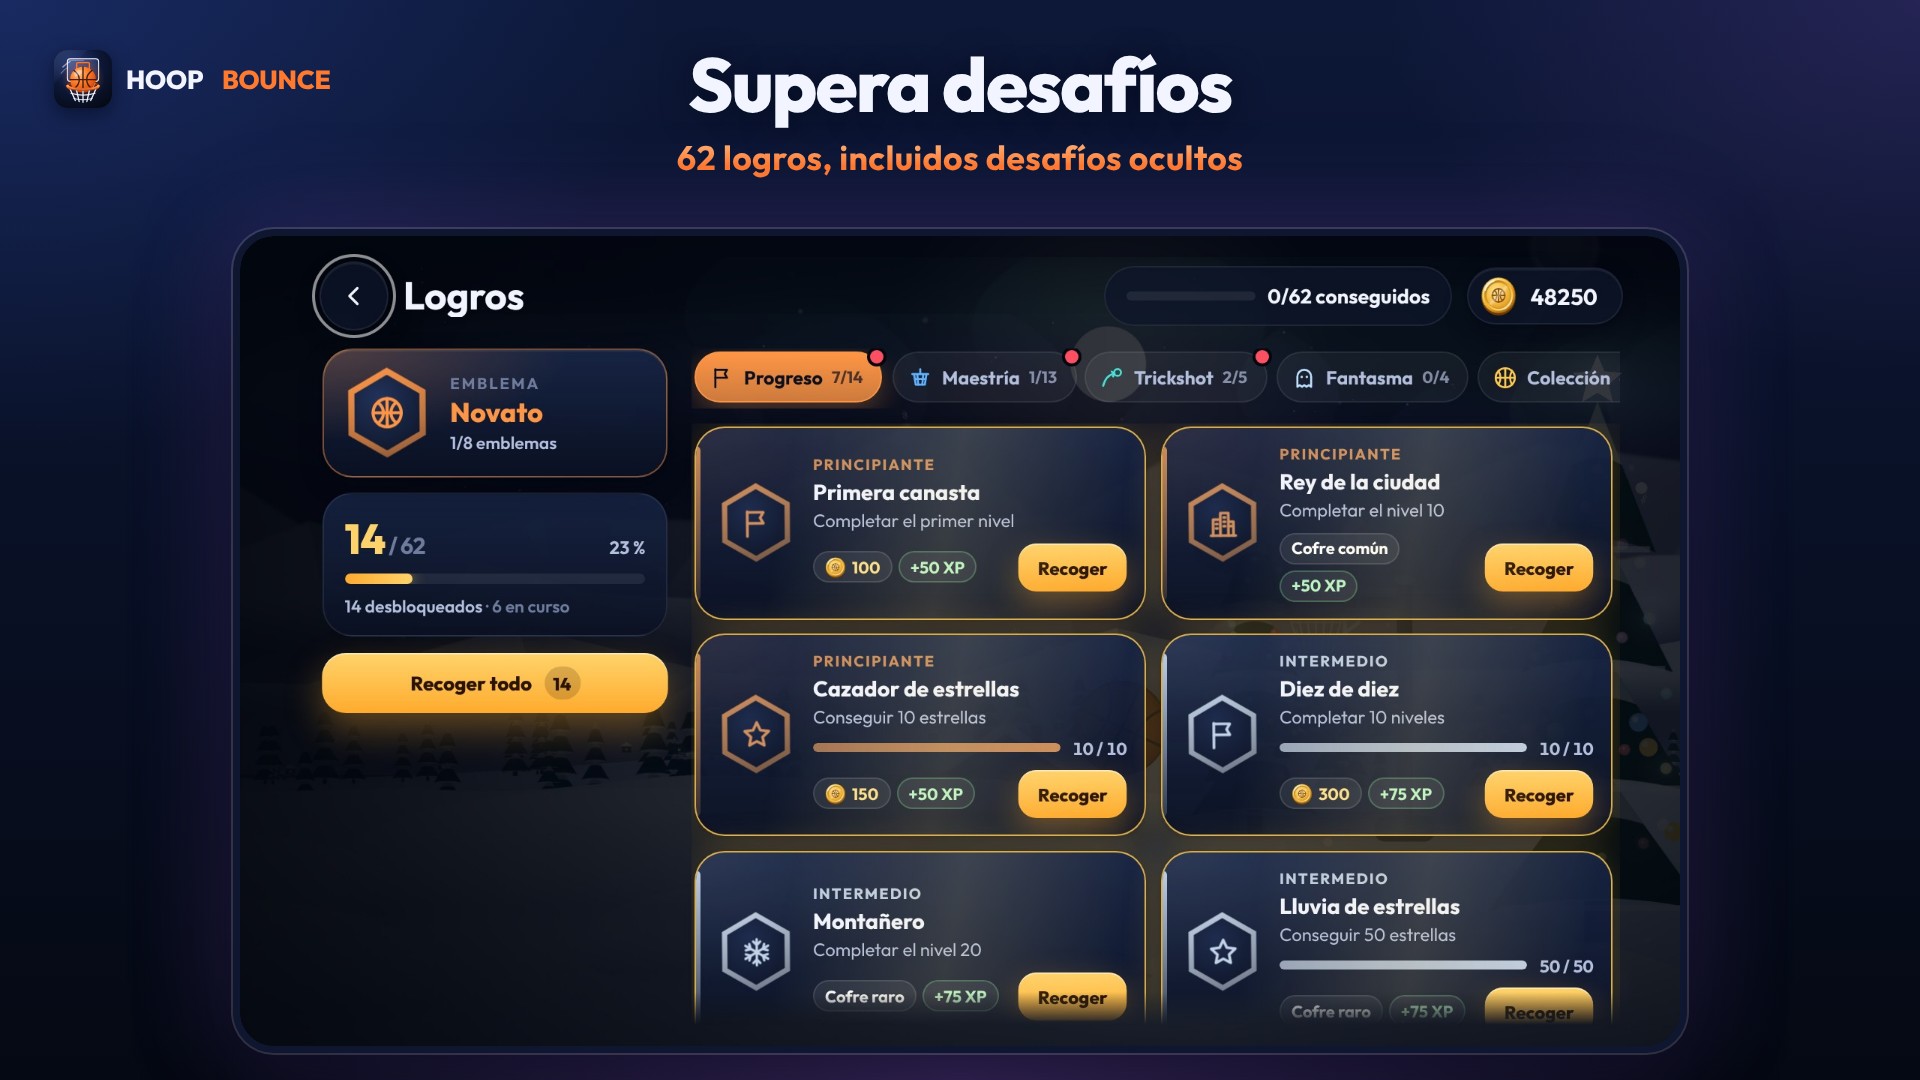 HOOP BOUNCE
Supera desafíos
62 logros, incluidos desafíos ocultos
Logros
0/62 conseguidos
48250
EMBLEMA
Novato
1/8 emblemas
14/62
23 %
14 desbloqueados · 6 en curso
Recoger todo 14
Progreso 7/14
Maestría 1/13
Trickshot 2/5
Fantasma 0/4
Colección
PRINCIPIANTE
Primera canasta
Completar el primer nivel
100
+50 XP
Recoger
PRINCIPIANTE
Rey de la ciudad
Completar el nivel 10
Cofre común
+50 XP
Recoger
PRINCIPIANTE
Cazador de estrellas
Conseguir 10 estrellas
10 / 10
150
+50 XP
Recoger
INTERMEDIO
Diez de diez
Completar 10 niveles
10 / 10
300
+75 XP
Recoger
INTERMEDIO
Montañero
Completar el nivel 20
Cofre raro
+75 XP
Recoger
INTERMEDIO
Lluvia de estrellas
Conseguir 50 estrellas
50 / 50
Cofre raro
+75 XP
Recoger